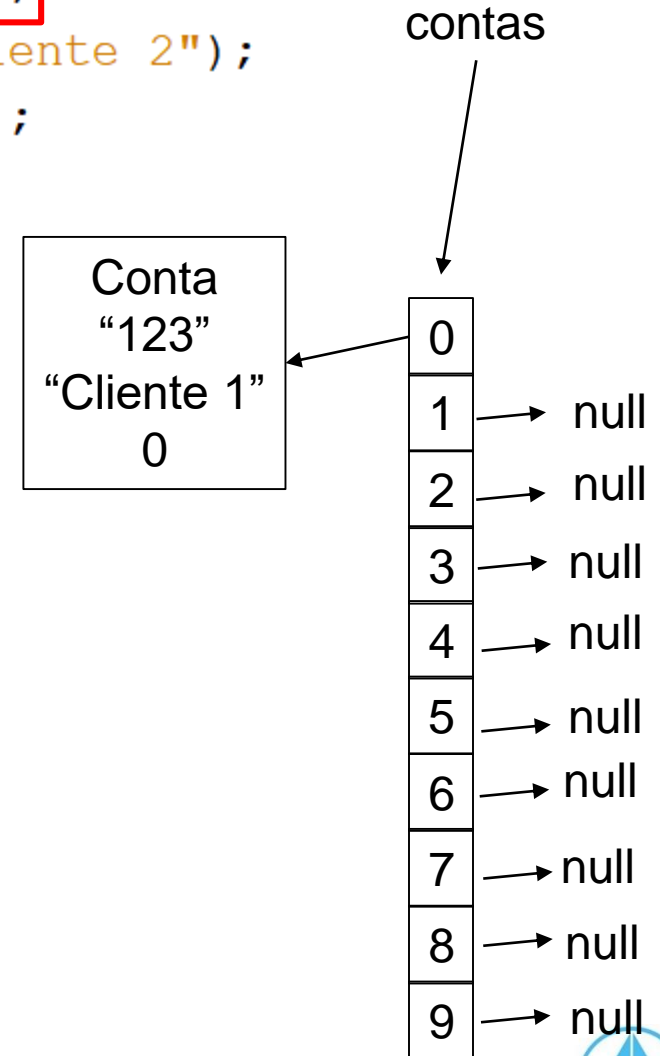 iente 2");
;
contas
Conta
“123”
“Cliente 1”
0
0
1 null
2 null
3 null
4 null
5 null
6 null
7 null
8 null
9 null